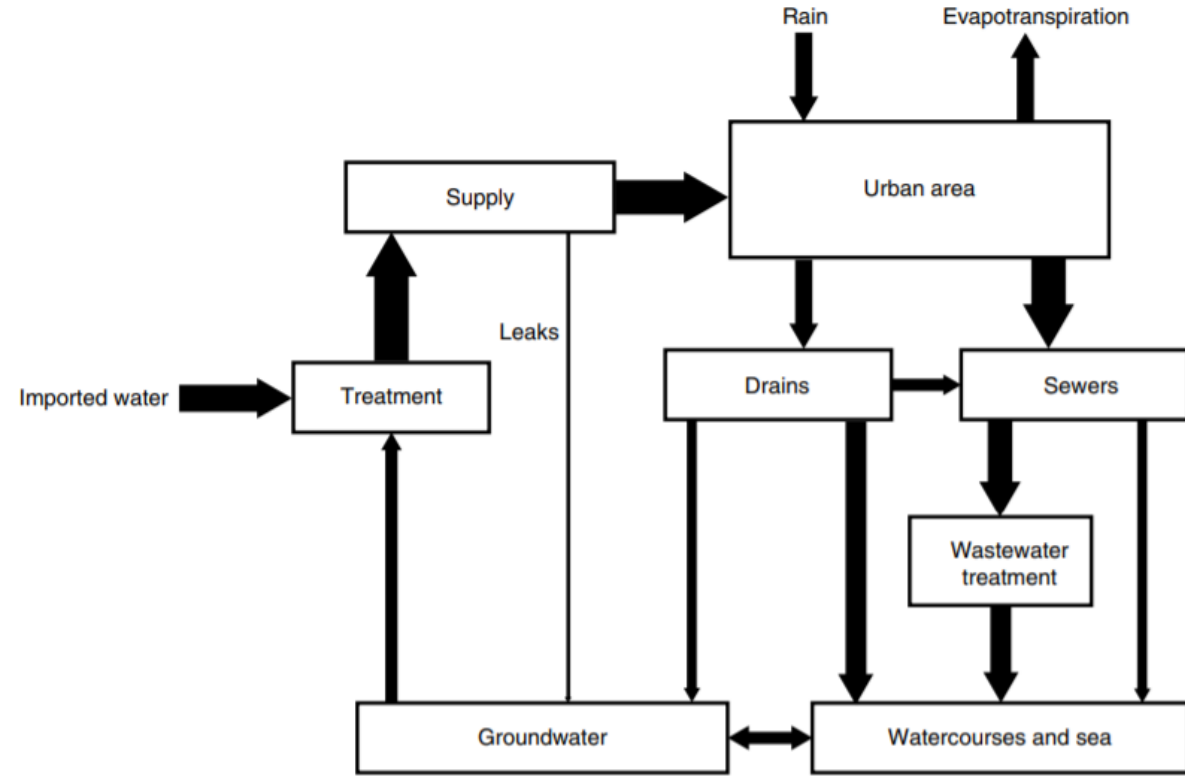 Rain
Evapotranspiration
Urban area
Supply
Leaks
Imported water
Treatment
Drains
Sewers
Wastewater
treatment
Groundwater
Watercourses and sea